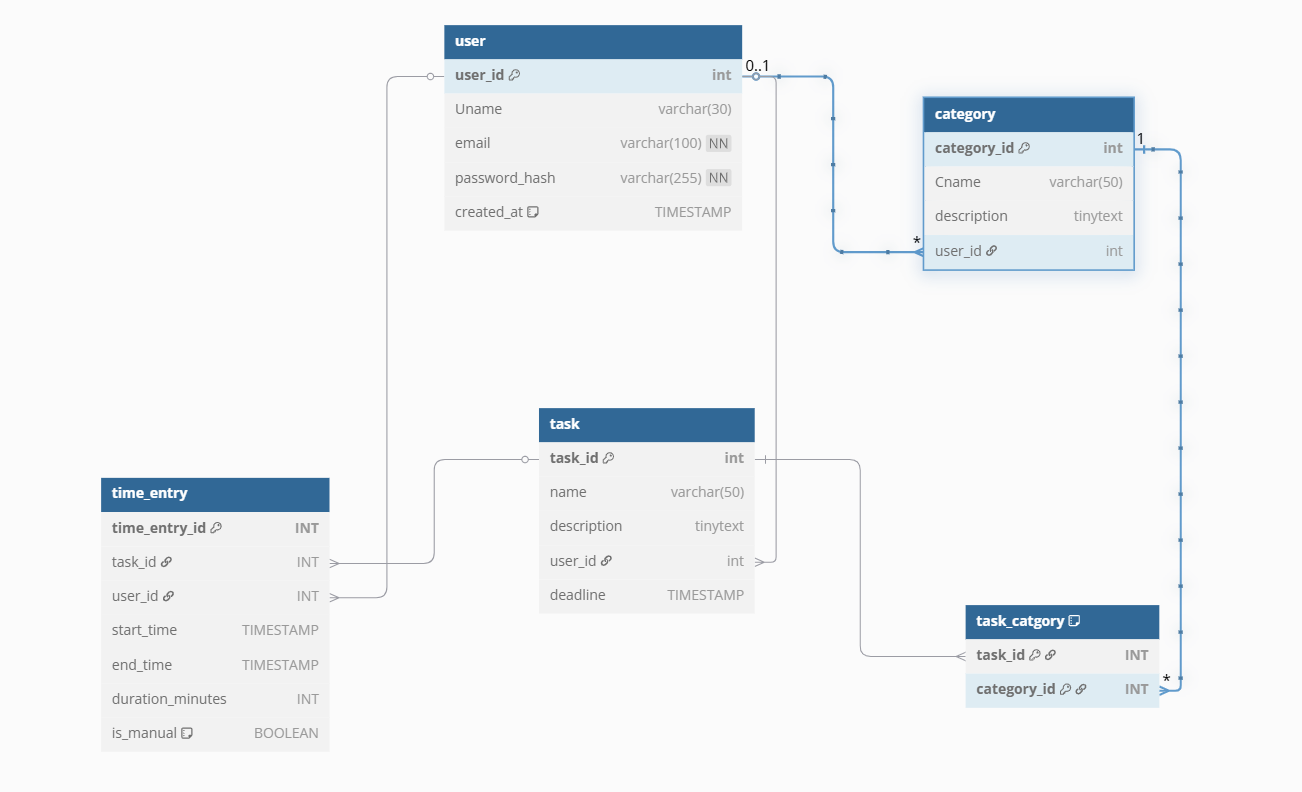 user
user_id int
Uname varchar(30)
email varchar(100) NN
password_hash varchar(255) NN
created_at TIMESTAMP
0..1
category
category_id int
Cname varchar(50)
description tinytext
user_id int
1
*
task
task_id int
name varchar(50)
description tinytext
user_id int
deadline TIMESTAMP
time_entry
time_entry_id INT
task_id INT
user_id INT
start_time TIMESTAMP
end_time TIMESTAMP
duration_minutes INT
is_manual BOOLEAN
task_catgory
task_id INT
category_id INT
*